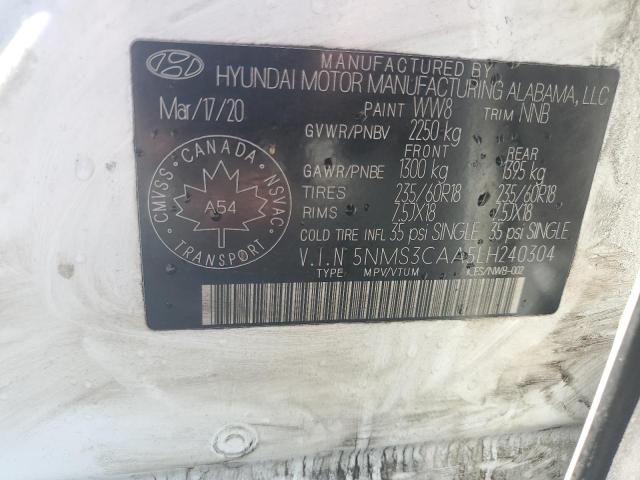 MANUFACTURED BY
HYUNDAI MOTOR MANUFACTURING ALABAMA, LLC
Mar/17/20 PAINT WW8 TRIM NNB
GVWR/PNBV 2250 kg
FRONT REAR
GAWR/PNBE 1300 kg 1395 kg
TIRES 235/60R18 235/60R18
RIMS 7.5JX18 7.5JX18
COLD TIRE INFL 35 psi SINGLE 35 psi SINGLE
V.I.N 5NMS3CAA5LH240304
TYPE MPV/VTUM
CMVSS CANADA NSVAC
A54
TRANSPORT